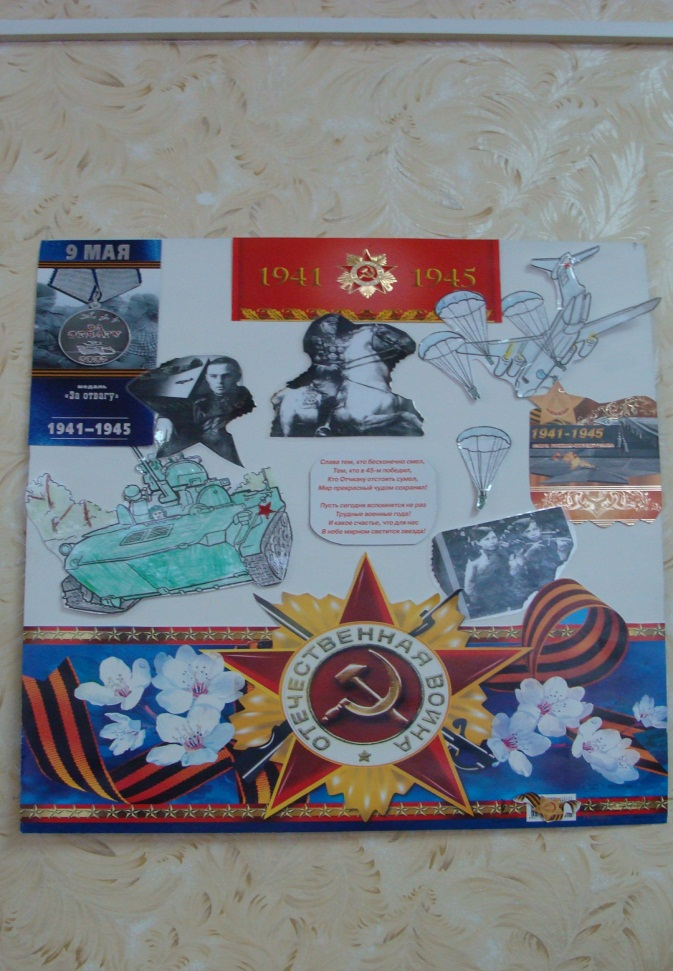 9 МАЯ
ЗА
ОТВАГУ
СССР
МЕДАЛЬ
«За отвагу»
1941–1945
1941 1945
1941-1945
Слава тем, кто бесконечно смел,
Тем, кто в 45-м победил,
Кто Отчизну отстоять сумел,
Мир прекрасный чудом сохранил!
Пусть сегодня вспомнятся не раз
Трудные военные года!
И какое счастье, что для нас
В небе мирном светится звезда!
ОТЕЧЕСТВЕННАЯ ВОЙНА